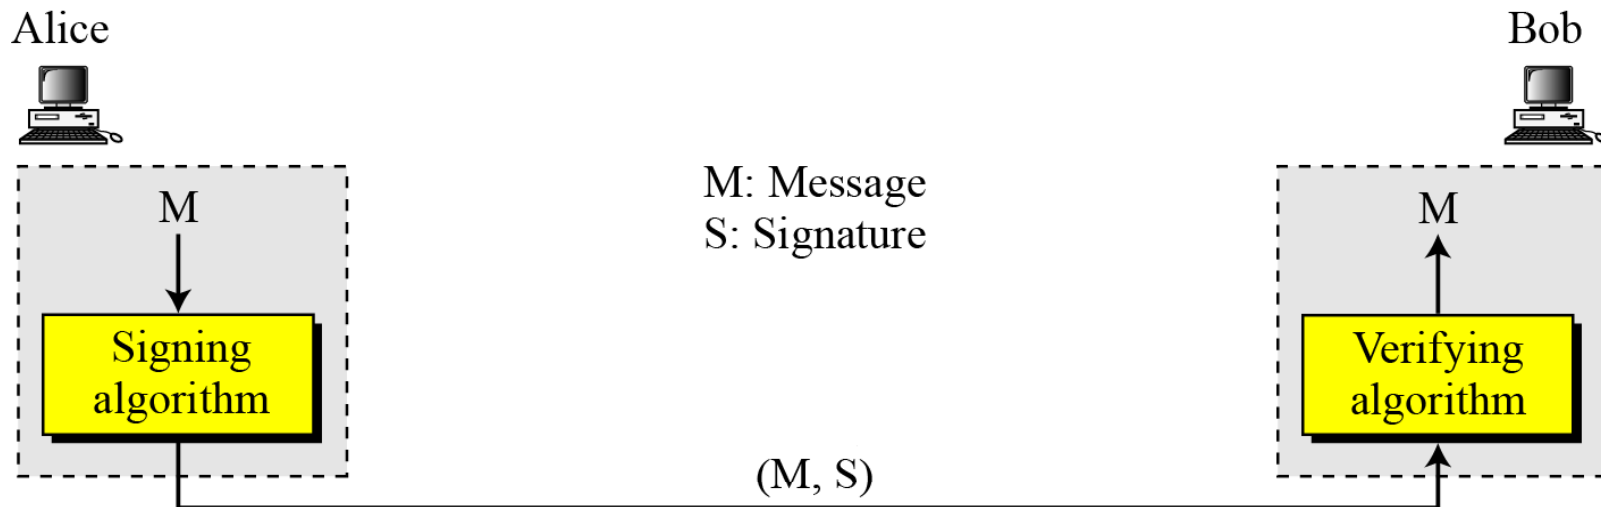 Alice
Bob
M: Message
S: Signature
M
M
Signing
algorithm
Verifying
algorithm
(M, S)